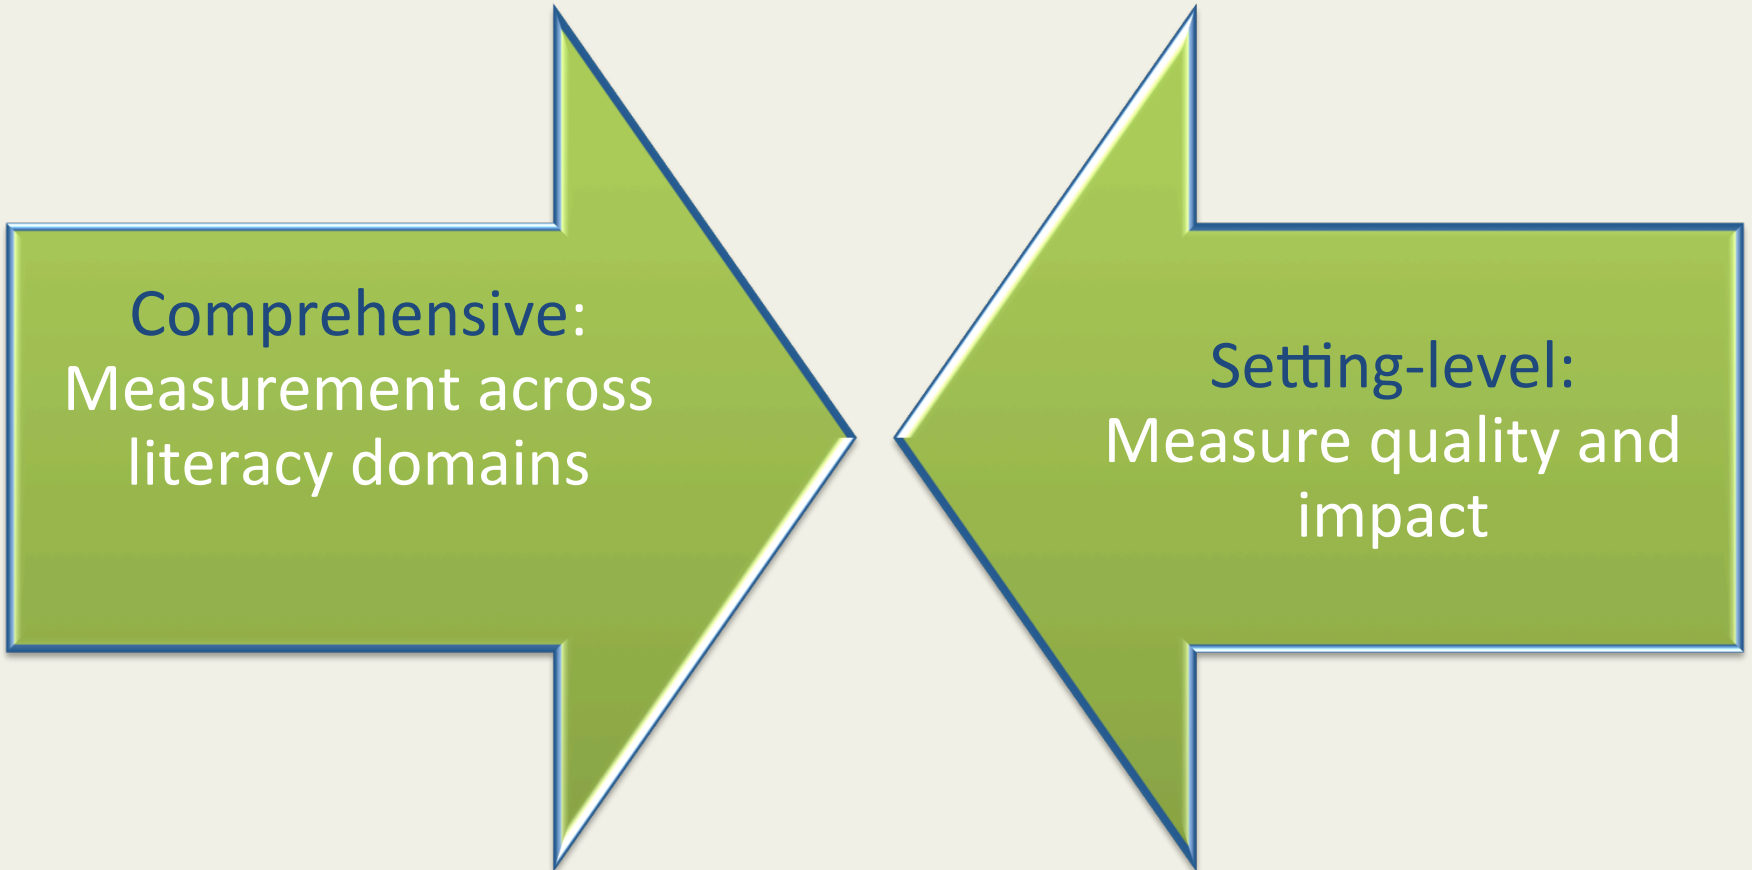 Comprehensive:
Measurement across
literacy domains
Setting-level:
Measure quality and
impact